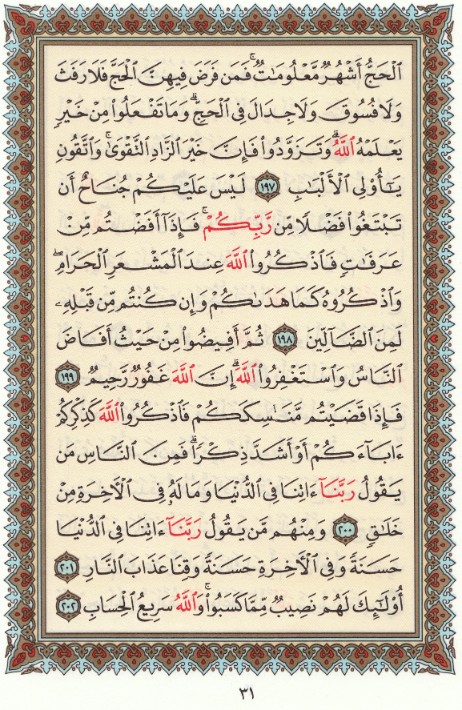 ٱلْحَجُّ أَشْهُرٌ مَّعْلُومَٰتٌ ۚ فَمَن فَرَضَ فِيهِنَّ ٱلْحَجَّ فَلَا رَفَثَ
وَلَا فُسُوقَ وَلَا جِدَالَ فِى ٱلْحَجِّ ۗ وَمَا تَفْعَلُوا۟ مِنْ خَيْرٍ
يَعْلَمْهُ ٱللَّهُ ۗ وَتَزَوَّدُوا۟ فَإِنَّ خَيْرَ ٱلزَّادِ ٱلتَّقْوَىٰ ۚ وَٱتَّقُونِ
يَٰٓأُو۟لِى ٱلْأَلْبَٰبِ ١٩٧ لَيْسَ عَلَيْكُمْ جُنَاحٌ أَن
تَبْتَغُوا۟ فَضْلًا مِّن رَّبِّكُمْ ۚ فَإِذَآ أَفَضْتُم مِّنْ
عَرَفَٰتٍ فَٱذْكُرُوا۟ ٱللَّهَ عِندَ ٱلْمَشْعَرِ ٱلْحَرَامِ ۖ
وَٱذْكُرُوهُ كَمَا هَدَىٰكُمْ وَإِن كُنتُم مِّن قَبْلِهِۦ
لَمِنَ ٱلضَّآلِّينَ ١٩٨ ثُمَّ أَفِيضُوا۟ مِنْ حَيْثُ أَفَاضَ
ٱلنَّاسُ وَٱسْتَغْفِرُوا۟ ٱللَّهَ ۚ إِنَّ ٱللَّهَ غَفُورٌ رَّحِيمٌ ١٩٩
فَإِذَا قَضَيْتُم مَّنَٰسِكَكُمْ فَٱذْكُرُوا۟ ٱللَّهَ كَذِكْرِكُمْ
ءَابَآءَكُمْ أَوْ أَشَدَّ ذِكْرًا ۗ فَمِنَ ٱلنَّاسِ مَن
يَقُولُ رَبَّنَآ ءَاتِنَا فِى ٱلدُّنْيَا وَمَا لَهُۥ فِى ٱلْءَاخِرَةِ مِنْ
خَلَٰقٍ ٢٠٠ وَمِنْهُم مَّن يَقُولُ رَبَّنَآ ءَاتِنَا فِى ٱلدُّنْيَا
حَسَنَةً وَفِى ٱلْءَاخِرَةِ حَسَنَةً وَقِنَا عَذَابَ ٱلنَّارِ ٢٠١
أُو۟لَٰٓئِكَ لَهُمْ نَصِيبٌ مِّمَّا كَسَبُوا۟ ۚ وَٱللَّهُ سَرِيعُ ٱلْحِسَابِ ٢٠٢
٣١